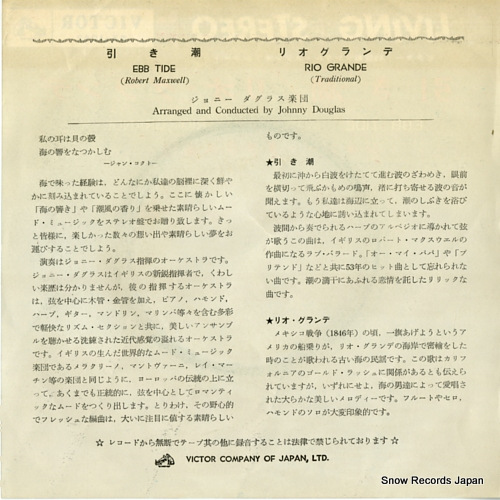 引き潮
EBB TIDE
(Robert Maxwell)
リオグランデ
RIO GRANDE
(Traditional)
ジョニー ダグラス楽団
Arranged and Conducted by Johnny Douglas
私の耳は貝の殻
海の響をなつかしむ
―ジャン・コクトー
海で味った経験は、どんなにか私達の脳裡に深く鮮や
かに刻み込まれていることでしょう。ここに懐かしい
「海の響き」や「潮風の香り」を乗せた素晴らしいムー
ド・ミュージックをステレオ盤でお贈り致します。きっ
と皆様に、楽しかった数々の想い出や素晴らしい夢をお
運びすることでしょう。
演奏はジョニー・ダグラス指揮のオーケストラです。
ジョニー・ダグラスはイギリスの新鋭指揮者で、くわし
い楽歴は分かりませんが、彼の指揮するオーケストラ
は、弦を中心に木管・金管を加え、ピアノ、ハモンド、
ハープ、ギター、マンドリン、マリンバ等々を含む多彩
で軽快なリズム・セクションと共に、美しいアンサンブ
ルを聴かせる洗練された近代感覚の溢れるオーケストラ
です。イギリスの生んだ世界的なムード・ミュージック
楽団であるメラクリーノ、マントヴァーニ、レイ・マー
チン等の楽団と同じように、ヨーロッパの伝統の上に立
って、あくまでも正統的に、弦を中心としてロマンティ
ックなムードをつくり出します。とりわけ、その野心的
でフレッシュな編曲は、大いに注目に値する素晴らしい
ものです。
★引き潮
最初に沖から白波をけたてて進む波のざわめき、眼前
を横切って飛ぶかもめの鳴声、渚に打ち寄せる波の音が
聞えます。もう私達は海辺に立って、潮のしぶきを浴び
ているような心地に誘い込まれてしまいます。
波間から奏でられるハープのアルペジオに導かれて弦
が歌うこの曲は、イギリスのロバート・マクスウエルの
作曲になるラブ・バラード。「オー・マイ・パパ」や「プ
リテンド」などと共に53年のヒット曲として忘れられな
い曲です。潮の満干にあふれる恋情を託したリリックな
曲です。
★リオ・グランテ
メキシコ戦争(1846年)の頃、一旗あげようというア
メリカの船乗りが、リオ・グランデの海岸で密輸をした
時のことが歌われる古い海の民謡です。この歌はカリフ
ォルニアのゴールド・ラッシュに関係があるとも伝えら
れていますが、いずれにせよ、海の男達によって愛唱さ
れた大らかな美しいメロディーです。フルートやセロ、
ハモンドのソロが大変印象的です。
☆ レコードから無断でテープ其の他に録音することは法律で禁じられております ☆
VICTOR COMPANY OF JAPAN, LTD.
Snow Records Japan